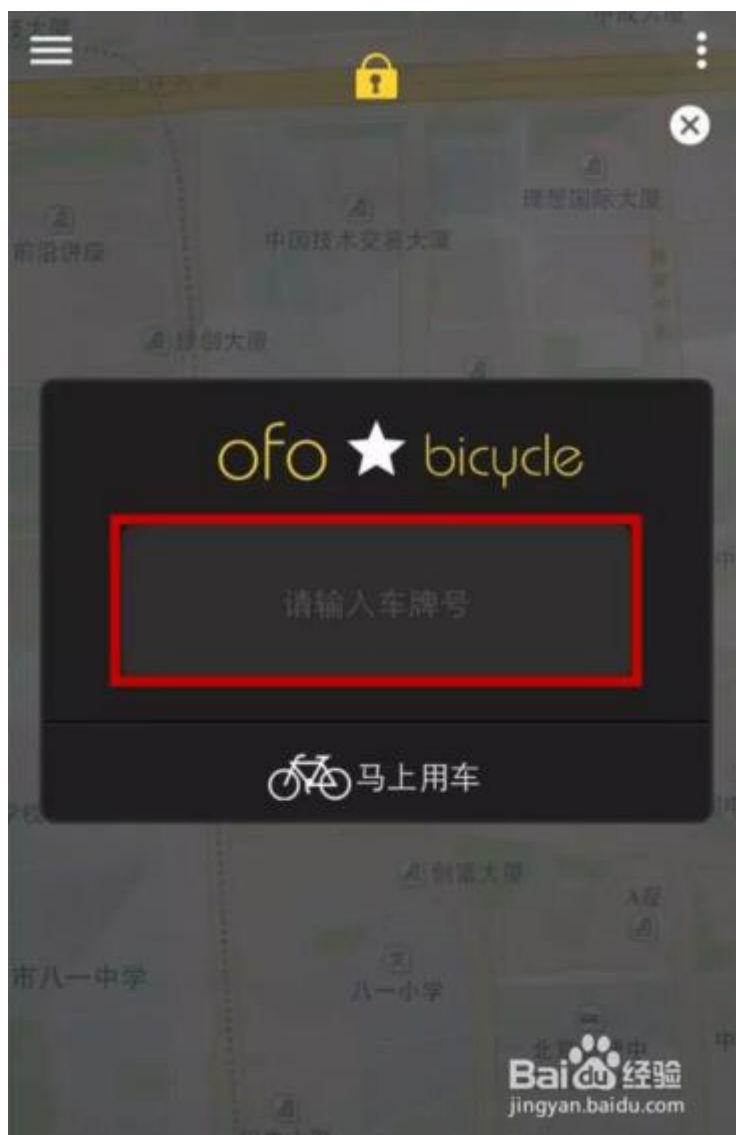 理想国际大厦
中国技术交易大厦
前沿讲座
ofo bicycle
请输入车牌号
马上用车
创富大厦
A座
市八一中学
八一小学
Baidu经验
jingyan.baidu.com